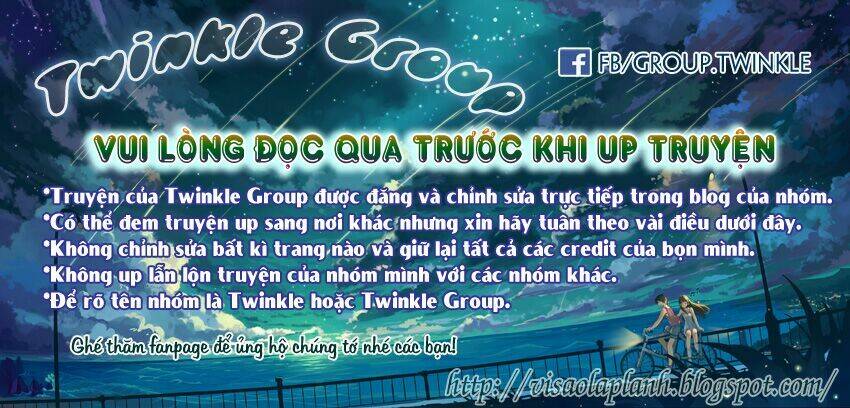 Twinkle Group
FB/GROUP.TWINKLE
VUI LÒNG ĐỌC QUA TRƯỚC KHI UP TRUYỆN
*Truyện của Twinkle Group được đăng và chỉnh sửa trực tiếp trong blog của nhóm.
*Có thể đem truyện up sang nơi khác nhưng xin hãy tuân theo vài điều dưới đây.
*Không chỉnh sửa bất kì trang nào và giữ lại tất cả các credit của bọn mình.
*Không up lẫn lộn truyện của nhóm mình với các nhóm khác.
*Để rõ tên nhóm là Twinkle hoặc Twinkle Group.
Ghé thăm fanpage để ủng hộ chúng tớ nhé các bạn!
http://visaolaplanh.blogspot.com/